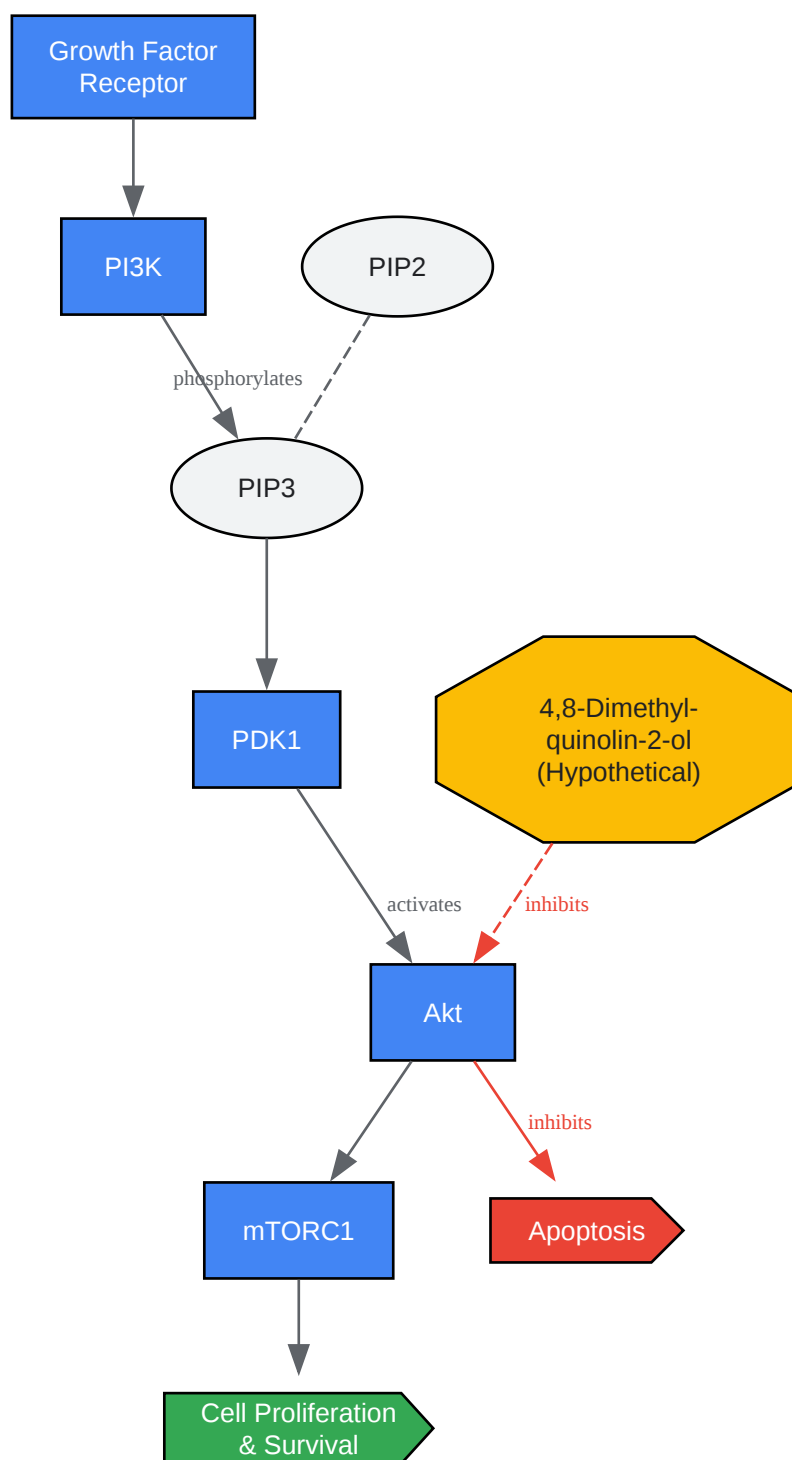 Growth Factor
Receptor
PI3K
PIP2
phosphorylates
PIP3
PDK1
4,8-Dimethyl-
quinolin-2-ol
(Hypothetical)
activates
inhibits
Akt
inhibits
mTORC1
Apoptosis
Cell Proliferation
& Survival